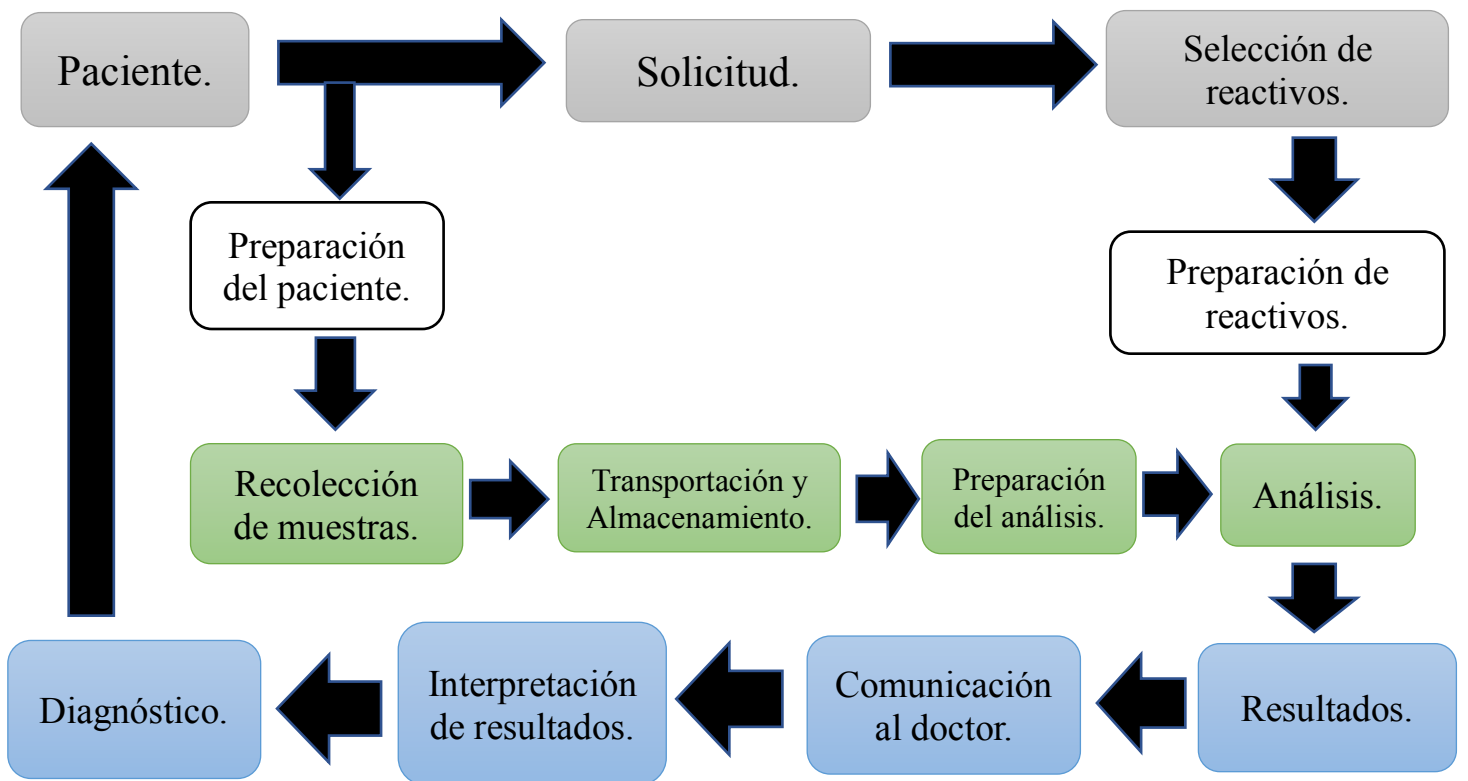 Paciente.
Solicitud.
Selección de
reactivos.
Preparación
del paciente.
Preparación de
reactivos.
Recolección
de muestras.
Transportación y
Almacenamiento.
Preparación
del análisis.
Análisis.
Diagnóstico.
Interpretación
de resultados.
Comunicación
al doctor.
Resultados.